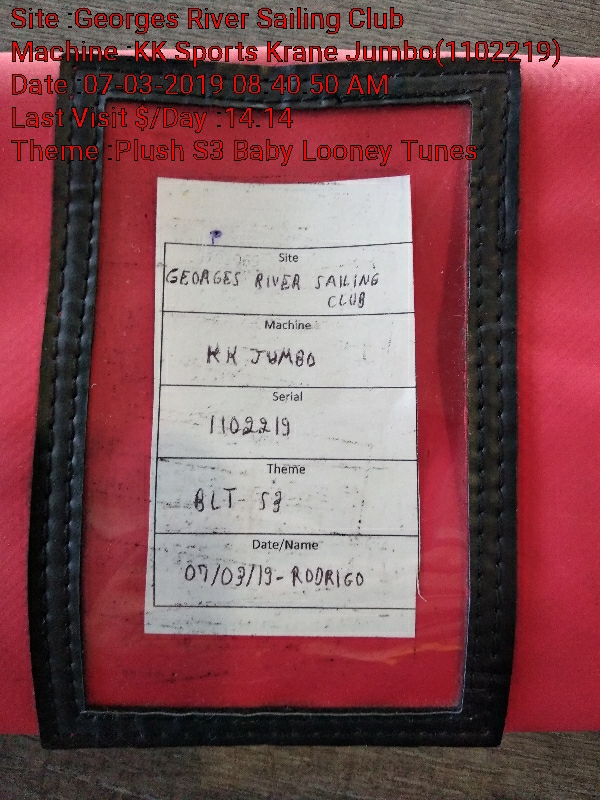 Site :Georges River Sailing Club
Machine :KK Sports Krane Jumbo(1102219)
Date :07-03-2019 08:40:50 AM
Last Visit $/Day :14.14
Theme :Plush S3 Baby Looney Tunes
Site
GEORGES RIVER SAILING
CLUB
Machine
KK JUMBO
Serial
1102219
Theme
BLT- S3
Date/Name
07/03/19-RODRIGO